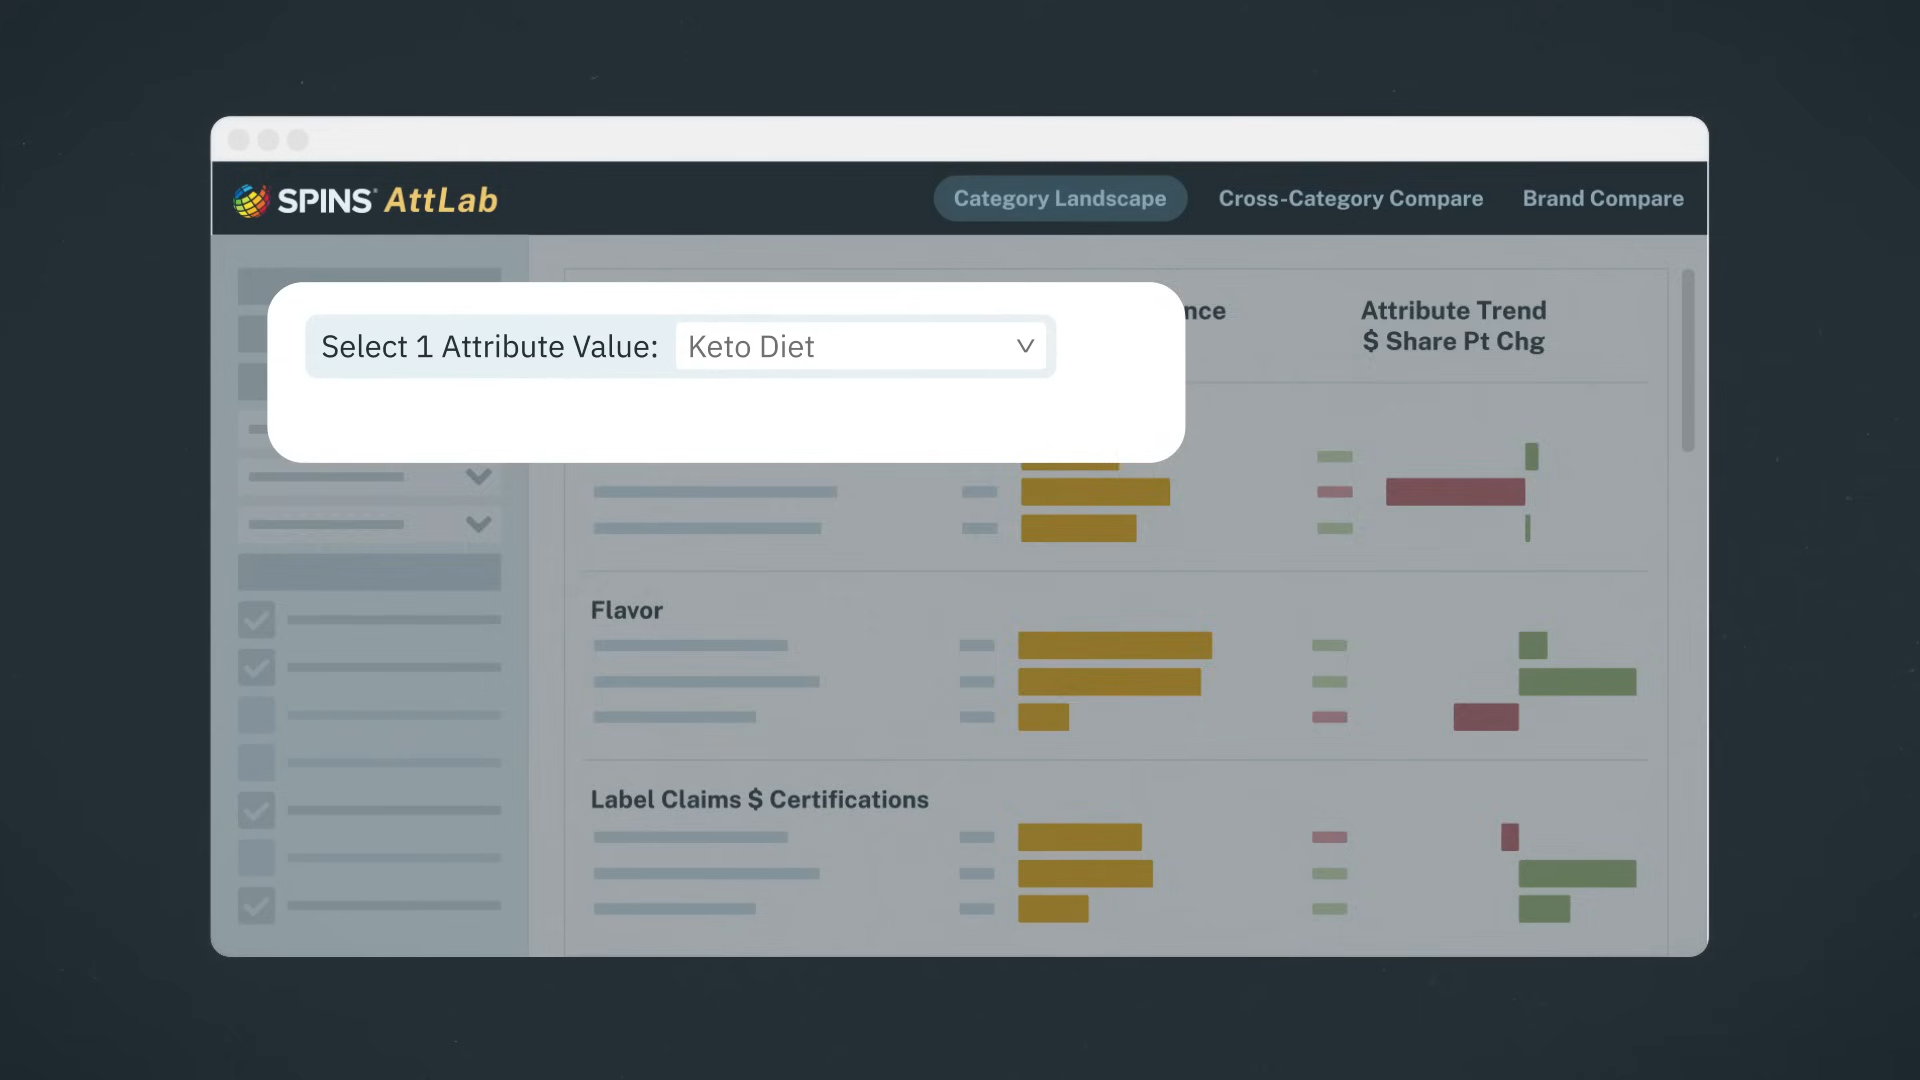 SPINS® AttLab
Category Landscape
Cross-Category Compare
Brand Compare
Select 1 Attribute Value: Keto Diet
Attribute Trend
$ Share Pt Chg
Flavor
Label Claims $ Certifications